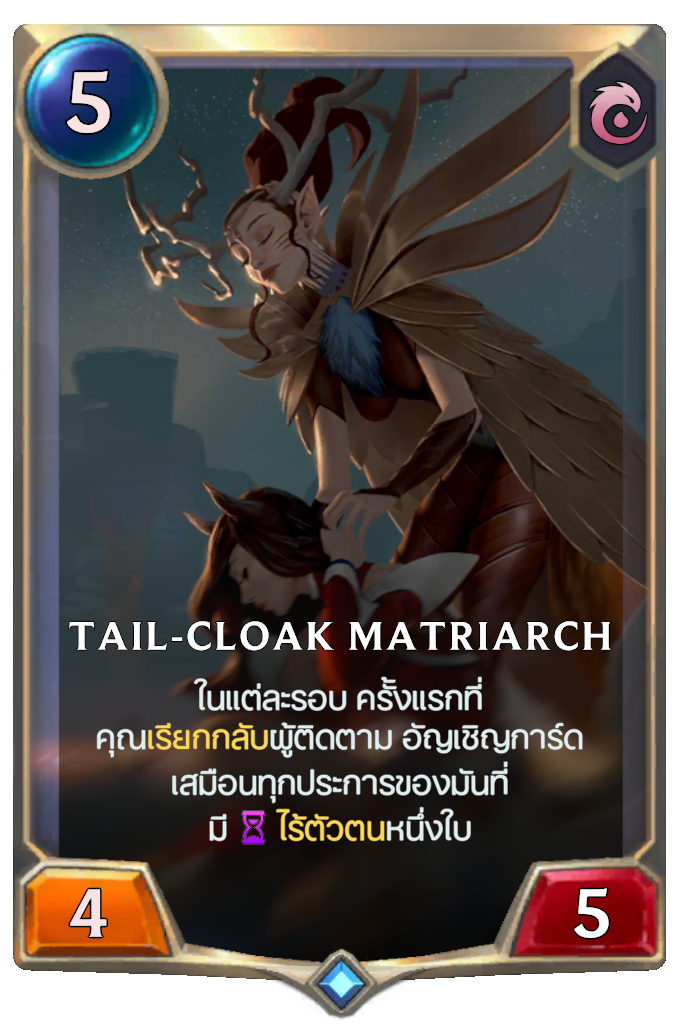 5
TAIL-CLOAK MATRIARCH
ในแต่ละรอบ ครั้งแรกที่
คุณเรียกกลับผู้ติดตาม อัญเชิญการ์ด
เสมือนทุกประการของมันที่
มี ไร้ตัวตนหนึ่งใบ
4
5